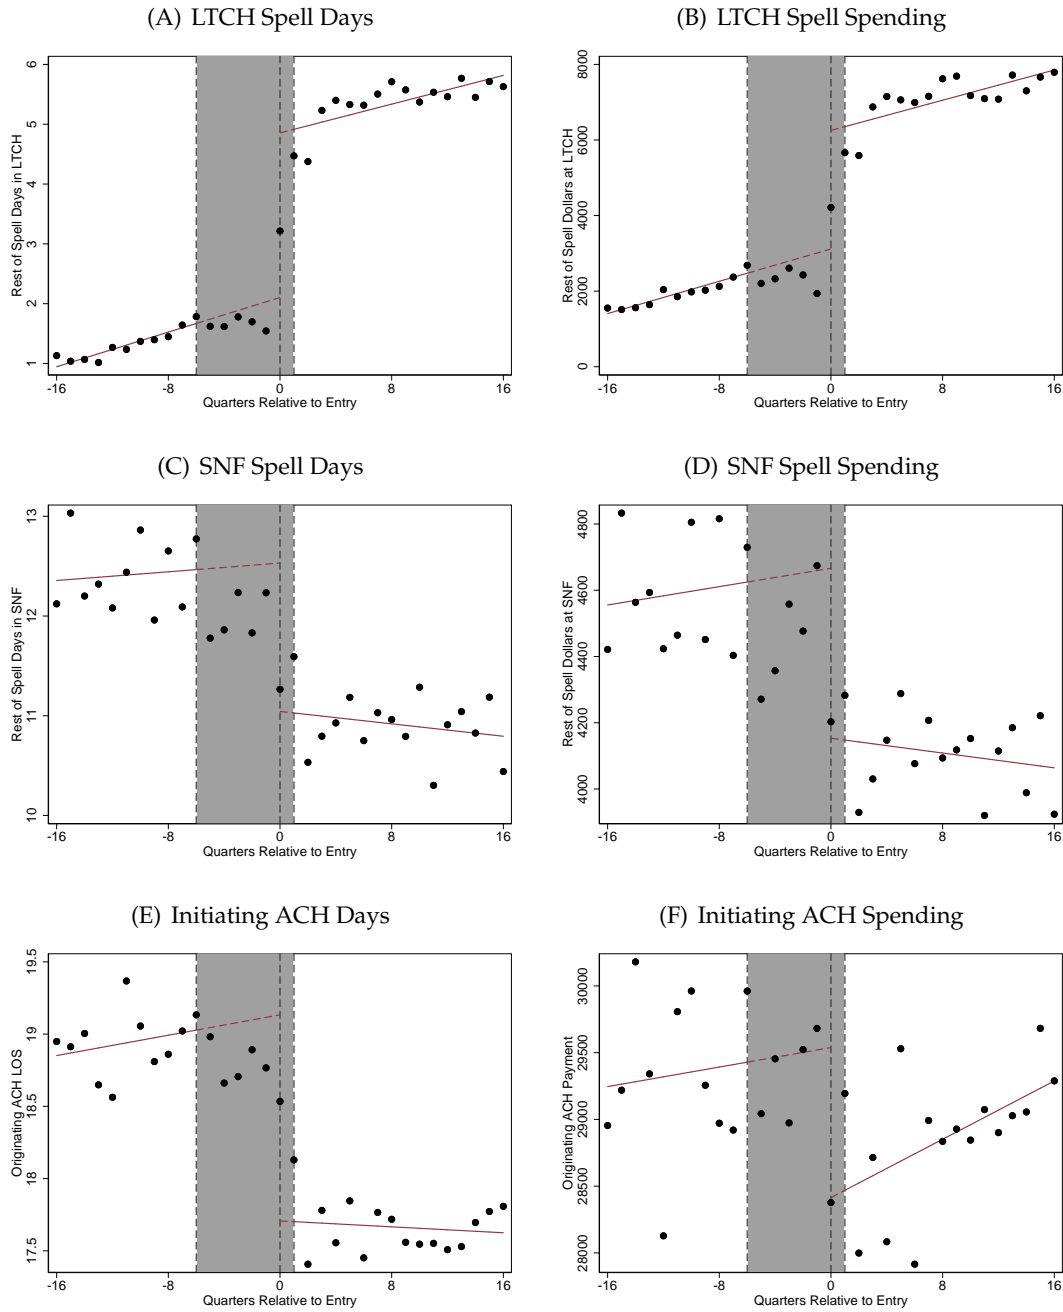 (A) LTCH Spell Days
Rest of Spell Days in LTCH
6
5
4
3
2
1
-16 -8 0 8 16
Quarters Relative to Entry
(B) LTCH Spell Spending
Rest of Spell Dollars at LTCH
8000
6000
4000
2000
0
-16 -8 0 8 16
Quarters Relative to Entry
(C) SNF Spell Days
Rest of Spell Days in SNF
13
12
11
10
-16 -8 0 8 16
Quarters Relative to Entry
(D) SNF Spell Spending
Rest of Spell Dollars at SNF
4800
4600
4400
4200
4000
-16 -8 0 8 16
Quarters Relative to Entry
(E) Initiating ACH Days
Originating ACH LOS
19.5
19
18.5
18
17.5
-16 -8 0 8 16
Quarters Relative to Entry
(F) Initiating ACH Spending
Originating ACH Payment
30000
29500
29000
28500
28000
-16 -8 0 8 16
Quarters Relative to Entry